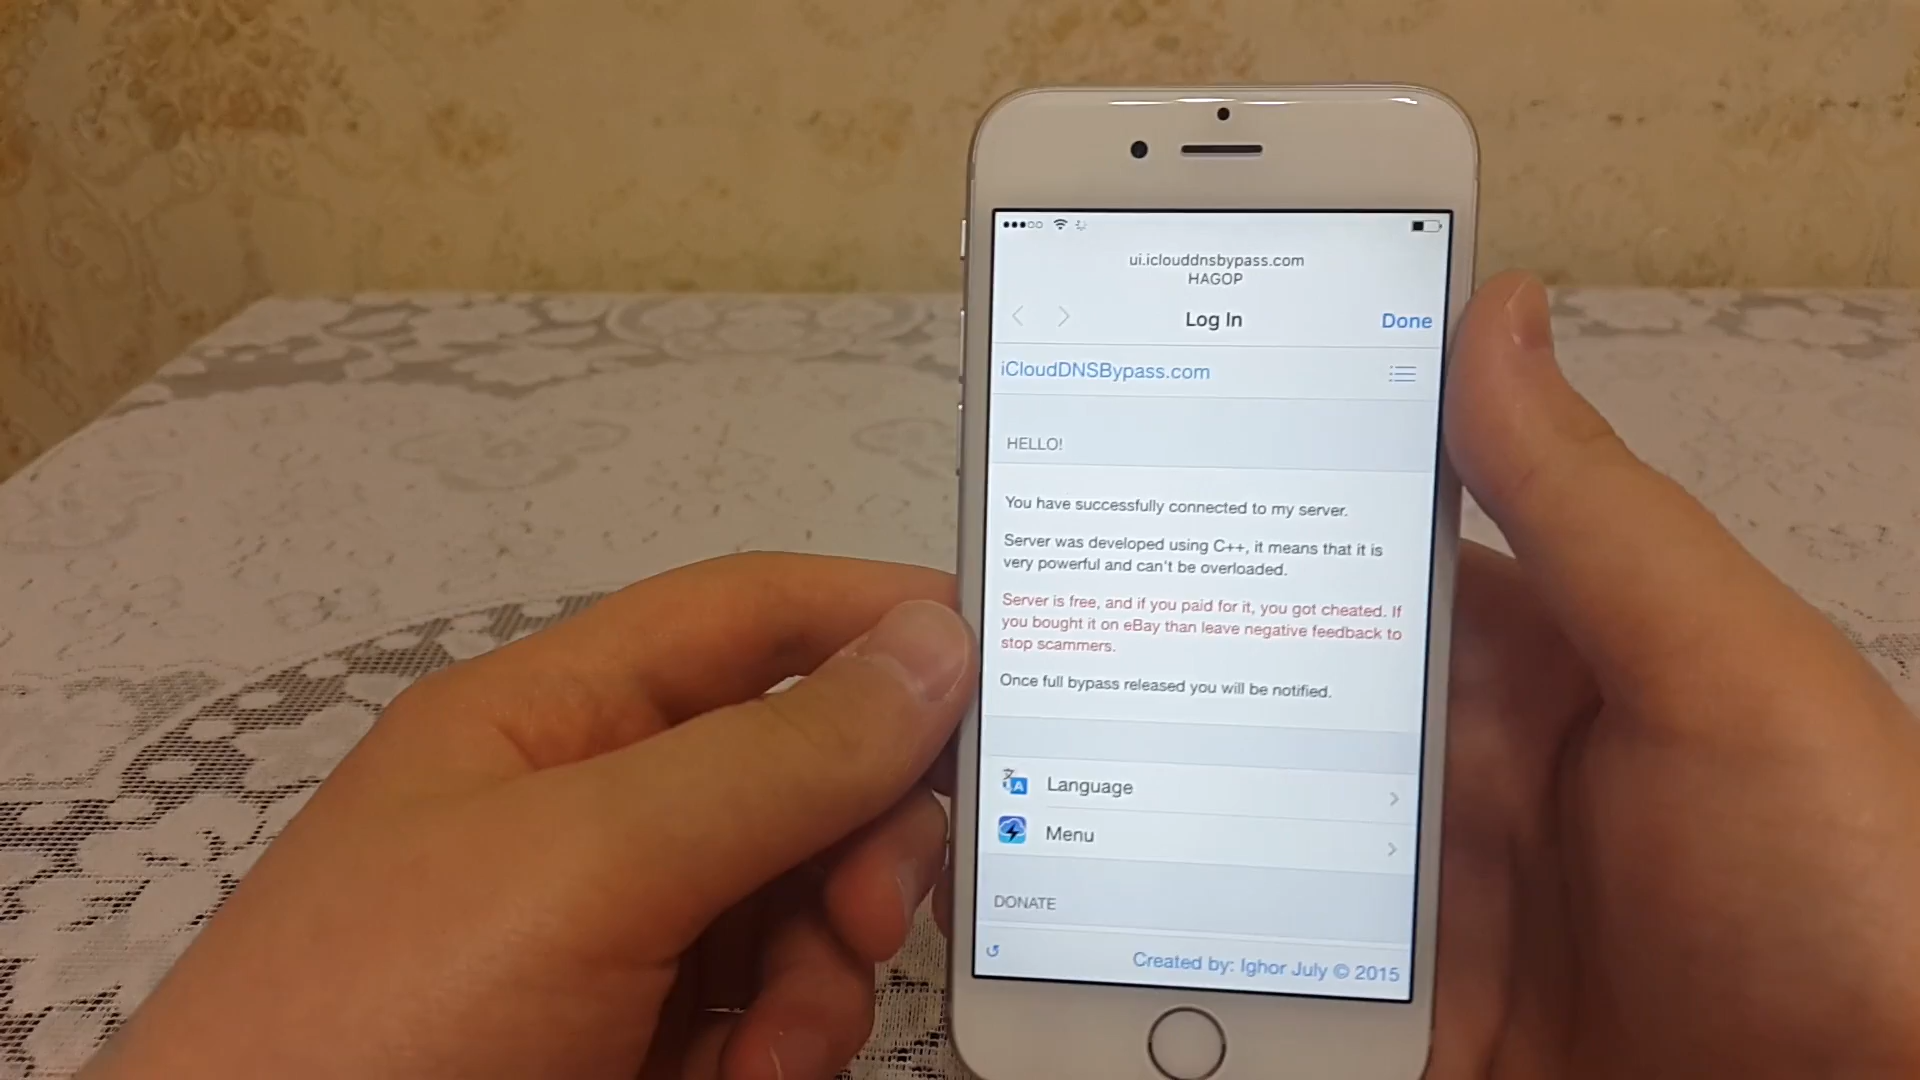 ui.iclouddnsbypass.com
HAGOP
Log In
Done
iCloudDNSBypass.com
HELLO!
You have successfully connected to my server.
Server was developed using C++, it means that it is
very powerful and can't be overloaded.
Server is free, and if you paid for it, you got cheated. If
you bought it on eBay than leave negative feedback to
stop scammers.
Once full bypass released you will be notified.
Language
Menu
DONATE
Created by: Ighor July © 2015